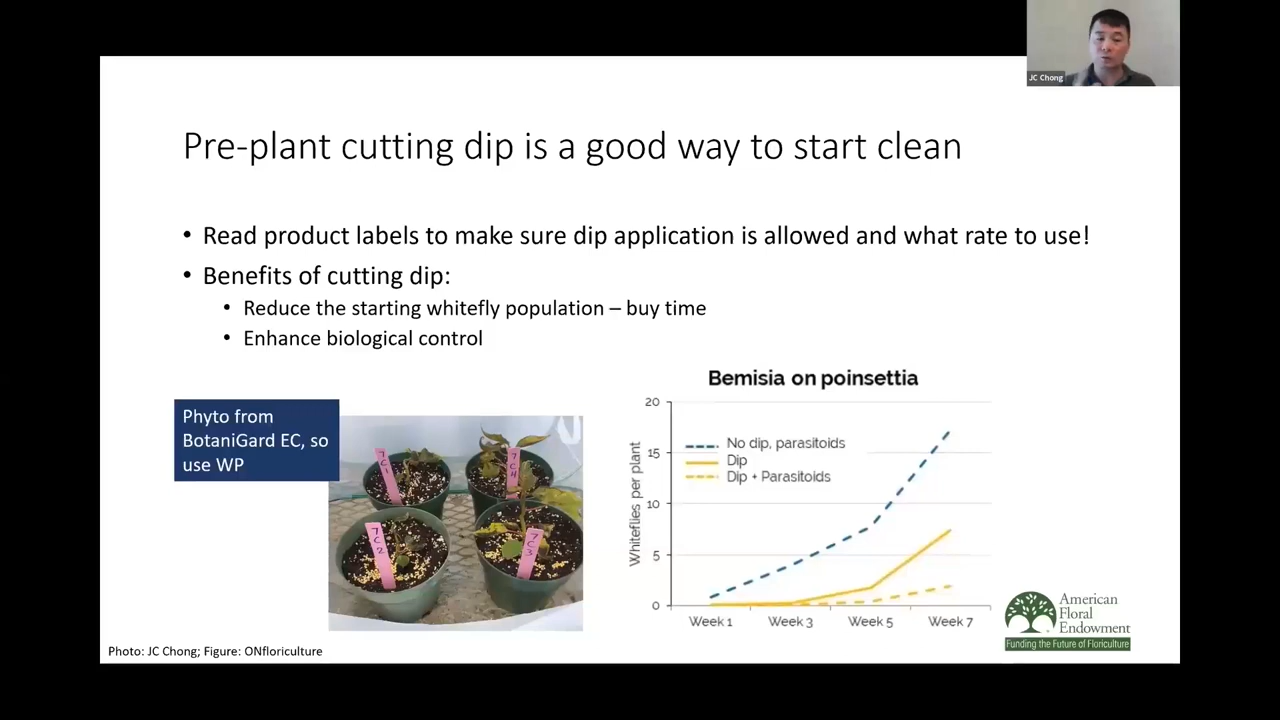 JC Chong
Pre-plant cutting dip is a good way to start clean
• Read product labels to make sure dip application is allowed and what rate to use!
• Benefits of cutting dip:
• Reduce the starting whitefly population – buy time
• Enhance biological control
Phyto from
BotaniGard EC, so
use WP
7C1
7C4
7C2
7C3
Bemisia on poinsettia
Whiteflies per plant
20
15
10
5
0
No dip, parasitoids
Dip
Dip + Parasitoids
Week 1 Week 3 Week 5 Week 7
American
Floral
Endowment
Funding the Future of Floriculture
Photo: JC Chong; Figure: ONfloriculture